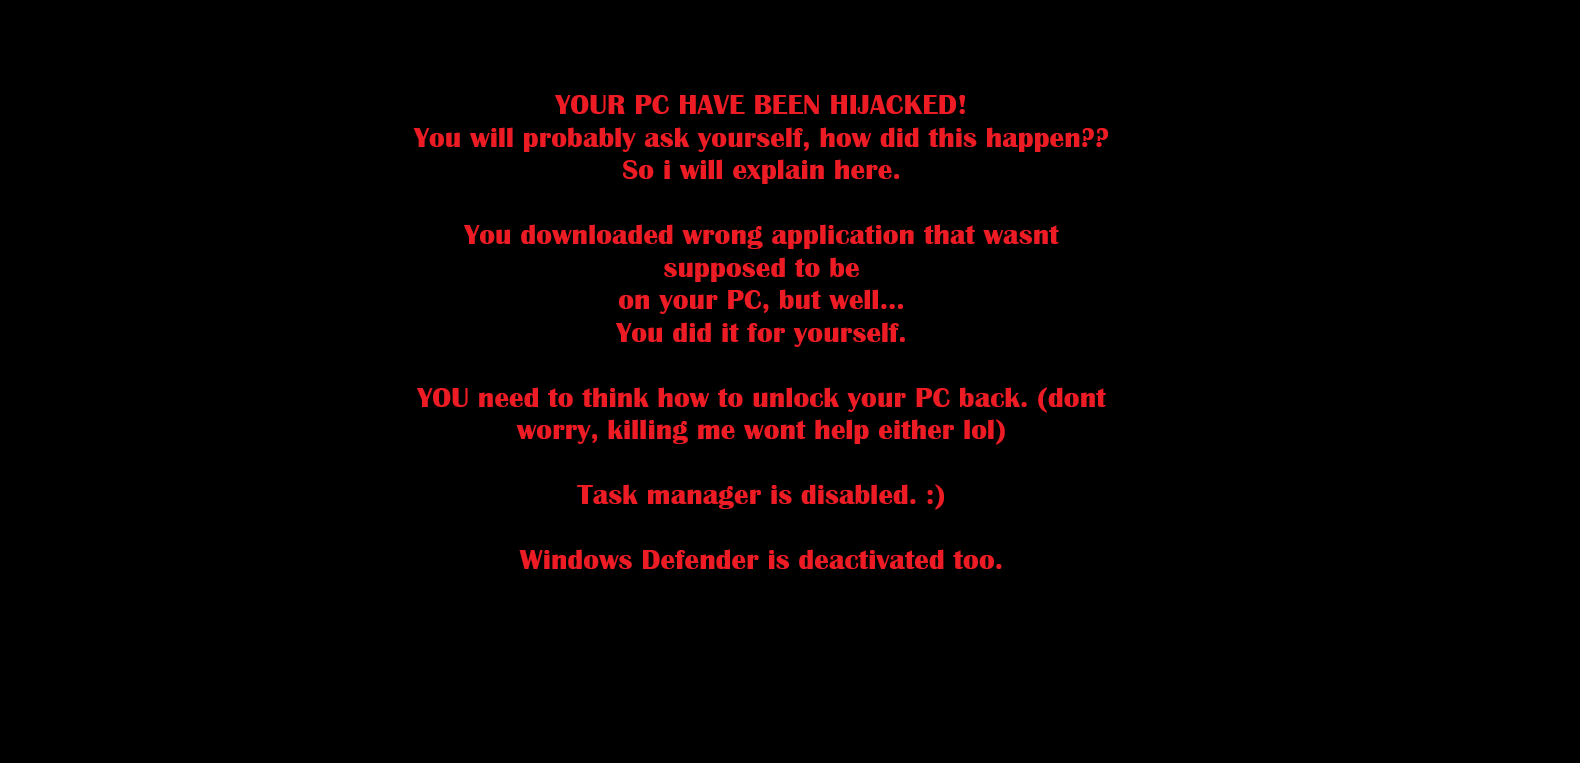 YOUR PC HAVE BEEN HIJACKED!
You will probably ask yourself, how did this happen??
So i will explain here.
You downloaded wrong application that wasnt
supposed to be
on your PC, but well...
You did it for yourself.
YOU need to think how to unlock your PC back. (dont
worry, killing me wont help either lol)
Task manager is disabled. :)
Windows Defender is deactivated too.